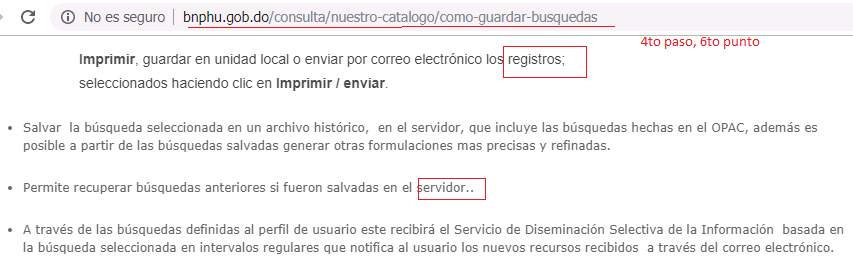 No es seguro | bnphu.gob.do/consulta/nuestro-catalogo/como-guardar-busquedas
4to paso, 6to punto
Imprimir, guardar en unidad local o enviar por correo electrónico los registros;
seleccionados haciendo clic en Imprimir / enviar.
• Salvar la búsqueda seleccionada en un archivo histórico, en el servidor, que incluye las búsquedas hechas en el OPAC, además es
posible a partir de las búsquedas salvadas generar otras formulaciones mas precisas y refinadas.
• Permite recuperar búsquedas anteriores si fueron salvadas en el servidor..
• A través de las búsquedas definidas al perfil de usuario este recibirá el Servicio de Diseminación Selectiva de la Información basada en
la búsqueda seleccionada en intervalos regulares que notifica al usuario los nuevos recursos recibidos a través del correo electrónico.